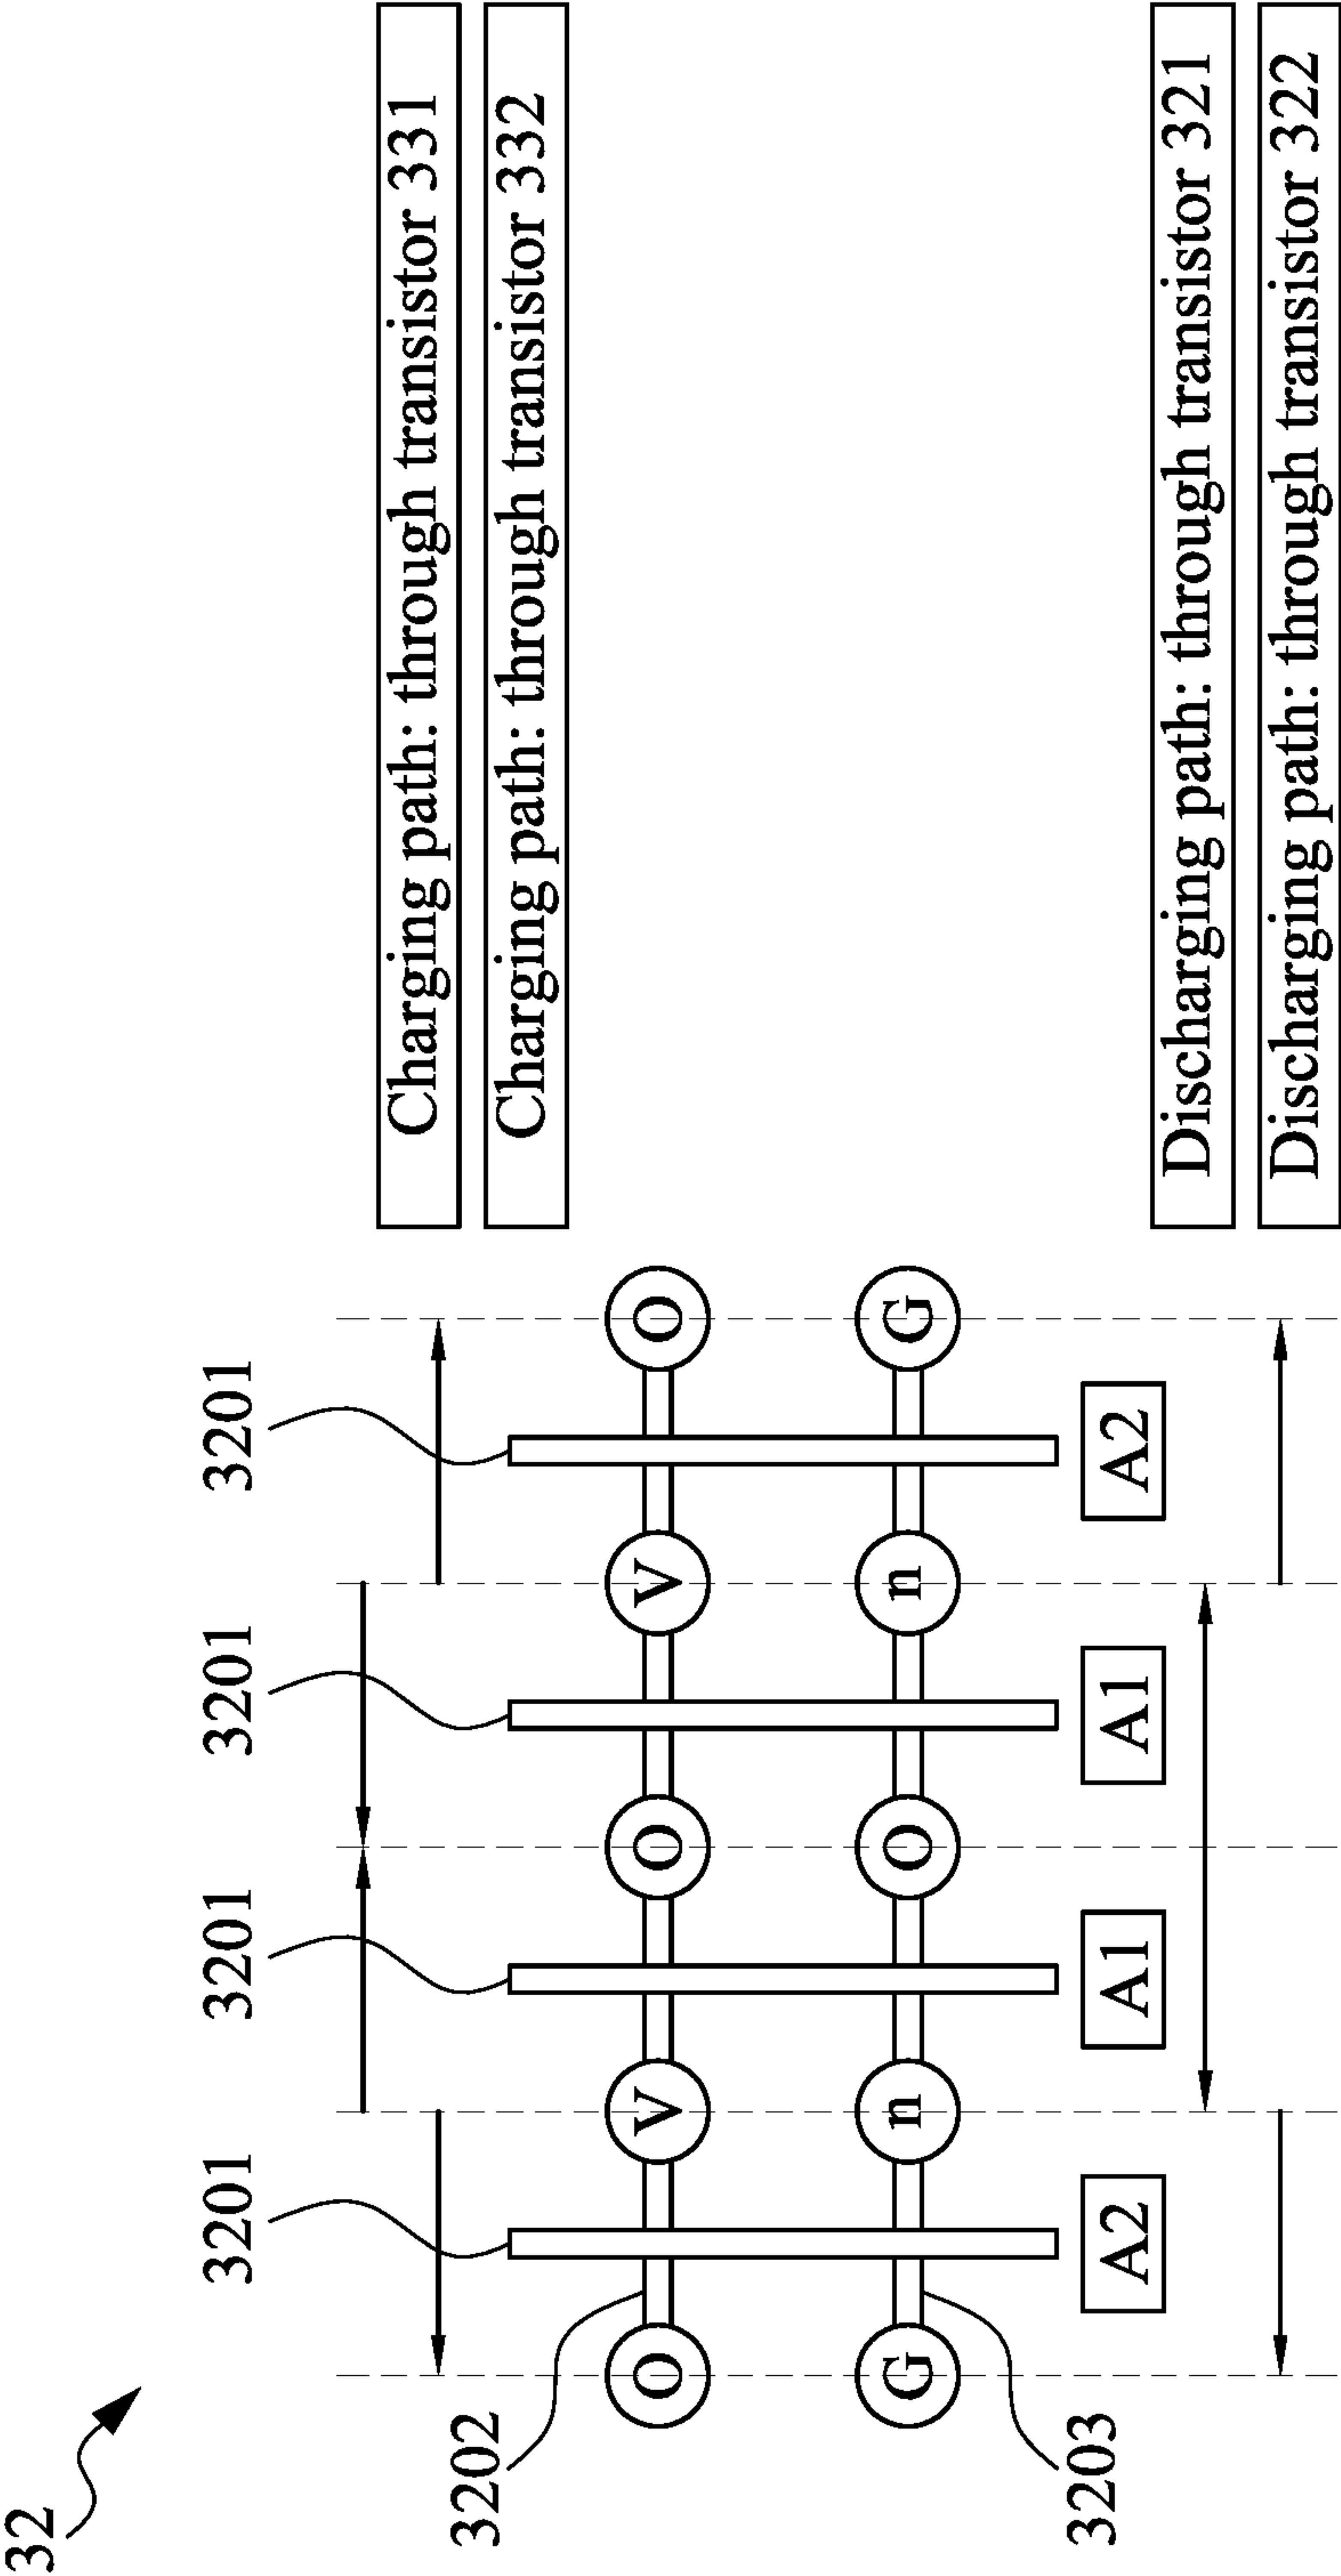 32
3201 3201 3201 3201
Charging path: through transistor 331
3202
Charging path: through transistor 332
O V O V O
G n O n G
3203
A2 A1 A1 A2
Discharging path: through transistor 321
Discharging path: through transistor 322